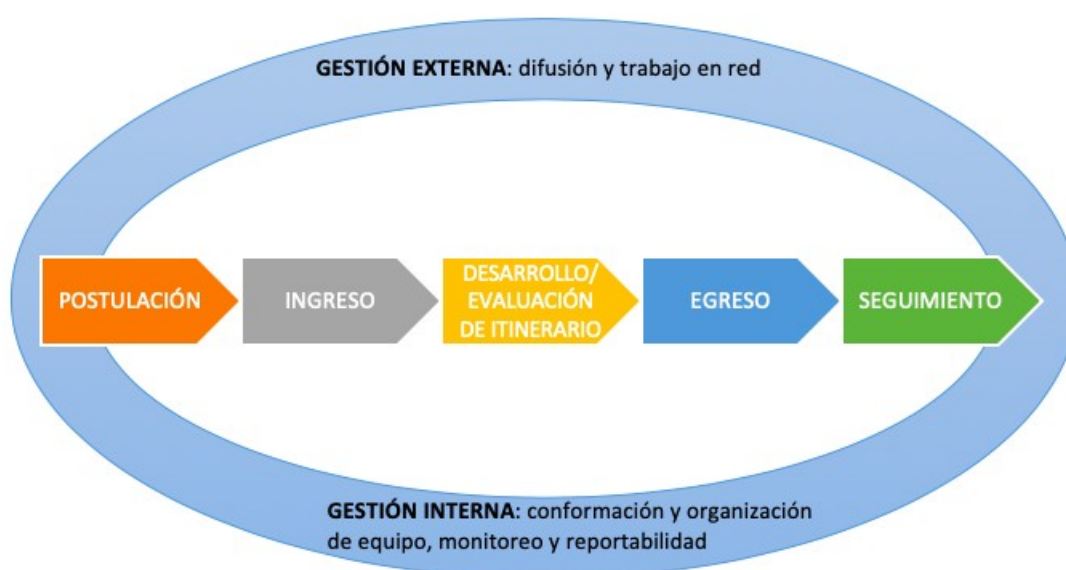 GESTIÓN EXTERNA: difusión y trabajo en red
POSTULACIÓN
INGRESO
DESARROLLO/
EVALUACIÓN
DE ITINERARIO
EGRESO
SEGUIMIENTO
GESTIÓN INTERNA: conformación y organización
de equipo, monitoreo y reportabilidad